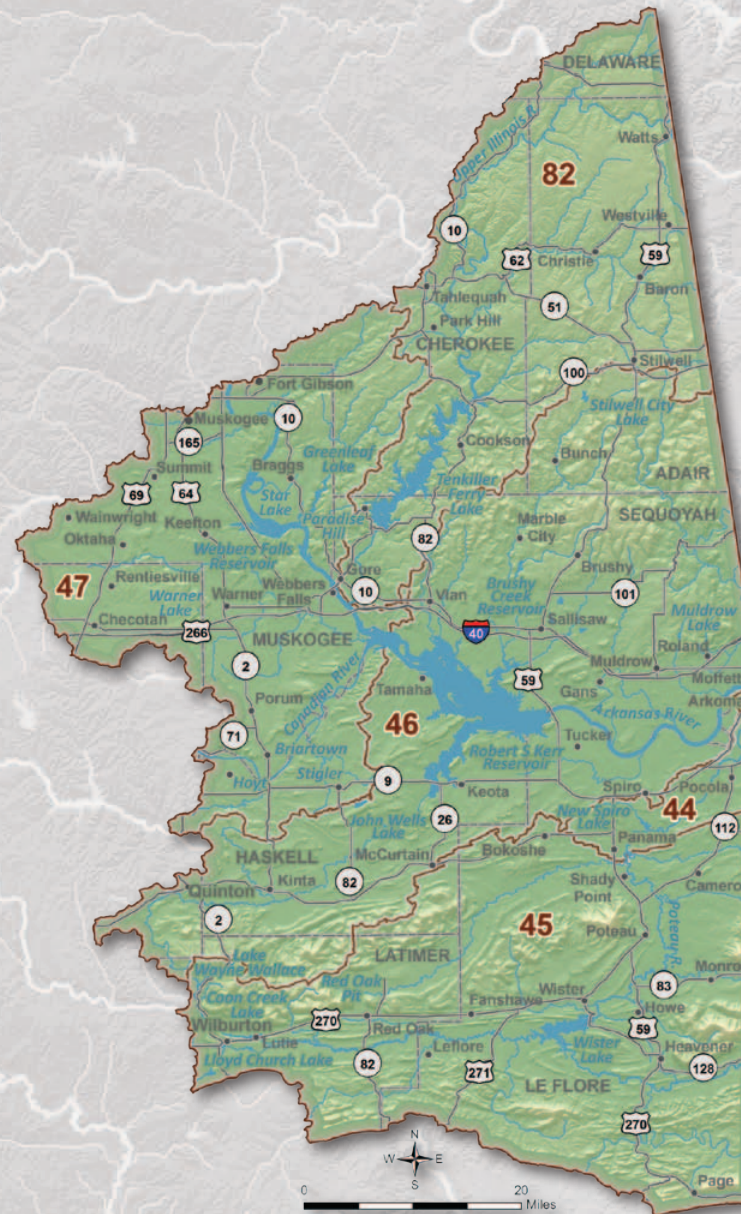 DELAWARE
Upper Illinois R.
Watts
82
Westville
10
62
Christie
59
Baron
Tahlequah
51
Park Hill
CHEROKEE
Stilwell
100
Fort Gibson
Stilwell City
Lake
Muskogee
10
165
Greenleaf
Lake
Cookson
Bunch
Summit
Braggs
ADAIR
69
64
Star
Lake
Tenkiller
Ferry
Lake
Wainwright
Keefton
Paradise
Hill
Marble
City
SEQUOYAH
Oktaha
82
Webbers Falls
Reservoir
Brushy
47
Rentiesville
Gore
Warner
Lake
Warner
Webbers
Falls
10
Vian
Brushy
Creek
Reservoir
101
Checotah
266
40
Sallisaw
Muldrow
Lake
MUSKOGEE
2
Canadian River
59
Muldrow
Roland
Tamaha
Gans
Moffett
Porum
46
Arkansas River
Arkoma
71
Tucker
Briartown
Robert S Kerr
Reservoir
Hoyt
Stigler
9
Keota
Spiro
Pocola
44
John Wells
Lake
26
New Spiro
Lake
112
HASKELL
McCurtain
Bokoshe
Panama
Quinton
Kinta
82
Shady
Point
Camero
2
45
Poteau
Poteau R.
LATIMER
Lake
Wayne Wallace
Monro
Coon Creek
Lake
Red Oak
Pit
Fanshawe
Wister
83
Howe
Wilburton
270
Red Oak
59
Lutie
Leflore
Wister
Lake
Heavener
Lloyd Church Lake
82
271
128
LE FLORE
270
N
W E
S
Page
0 20
Miles